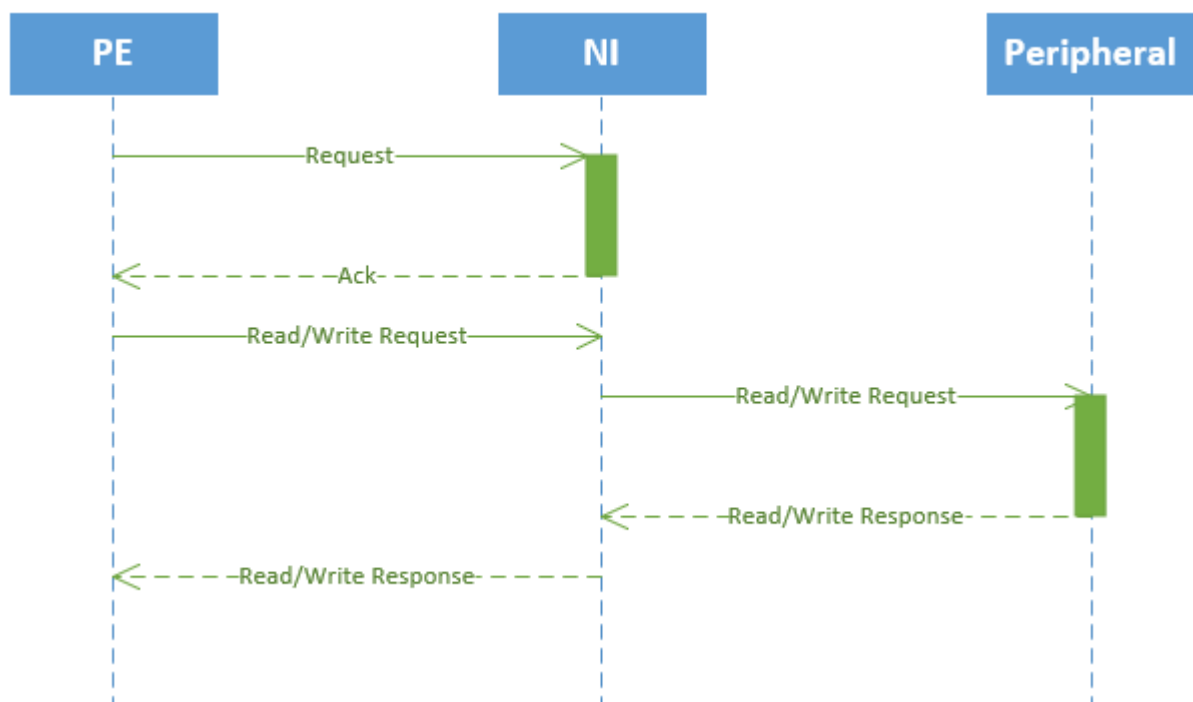 PE
NI
Peripheral
Request
Ack
Read/Write Request
Read/Write Request
Read/Write Response
Read/Write Response